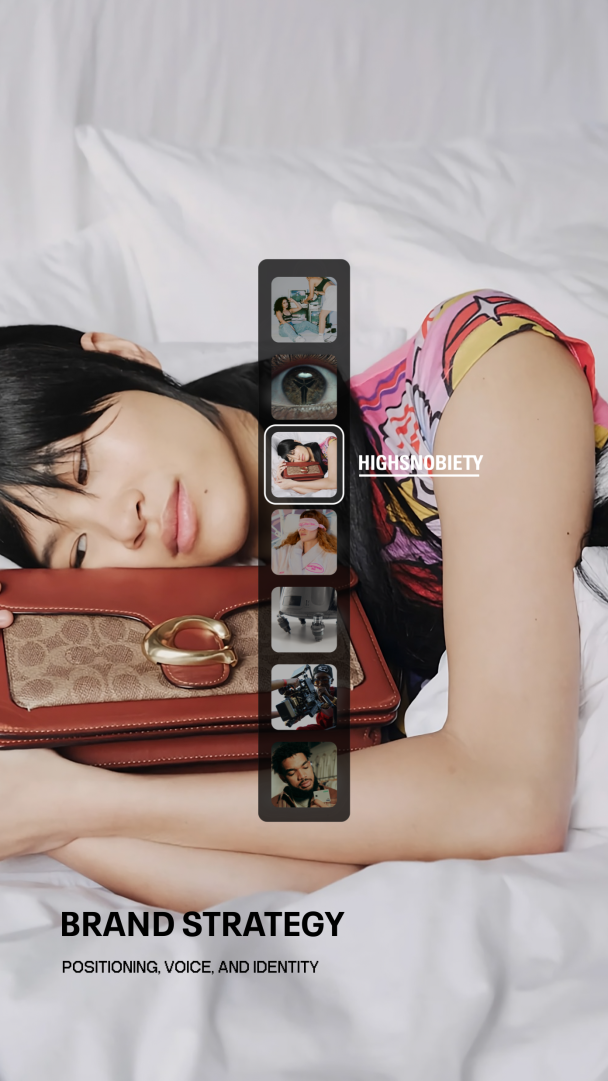 HIGHSNOBIETY
BRAND STRATEGY
POSITIONING, VOICE, AND IDENTITY